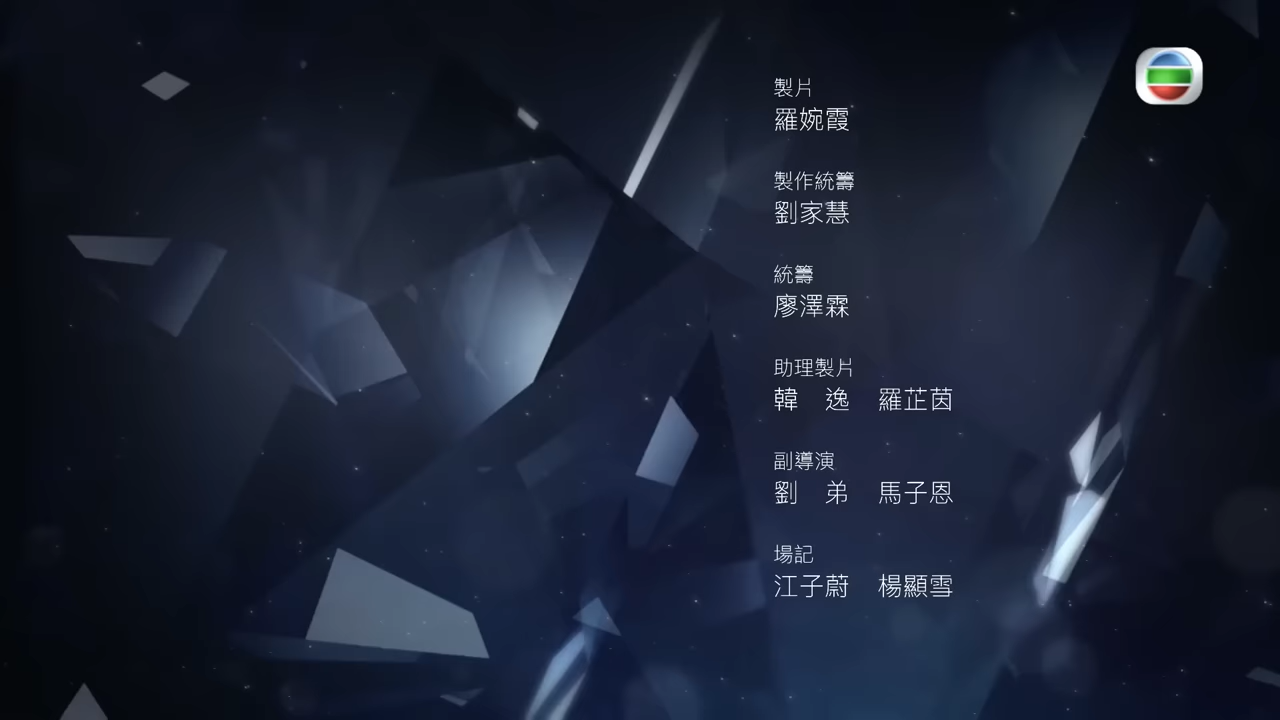 製片
羅婉霞
製作統籌
劉家慧
統籌
廖澤霖
助理製片
韓　逸　羅芷茵
副導演
劉　弟　馬子恩
場記
江子蔚　楊顯雪